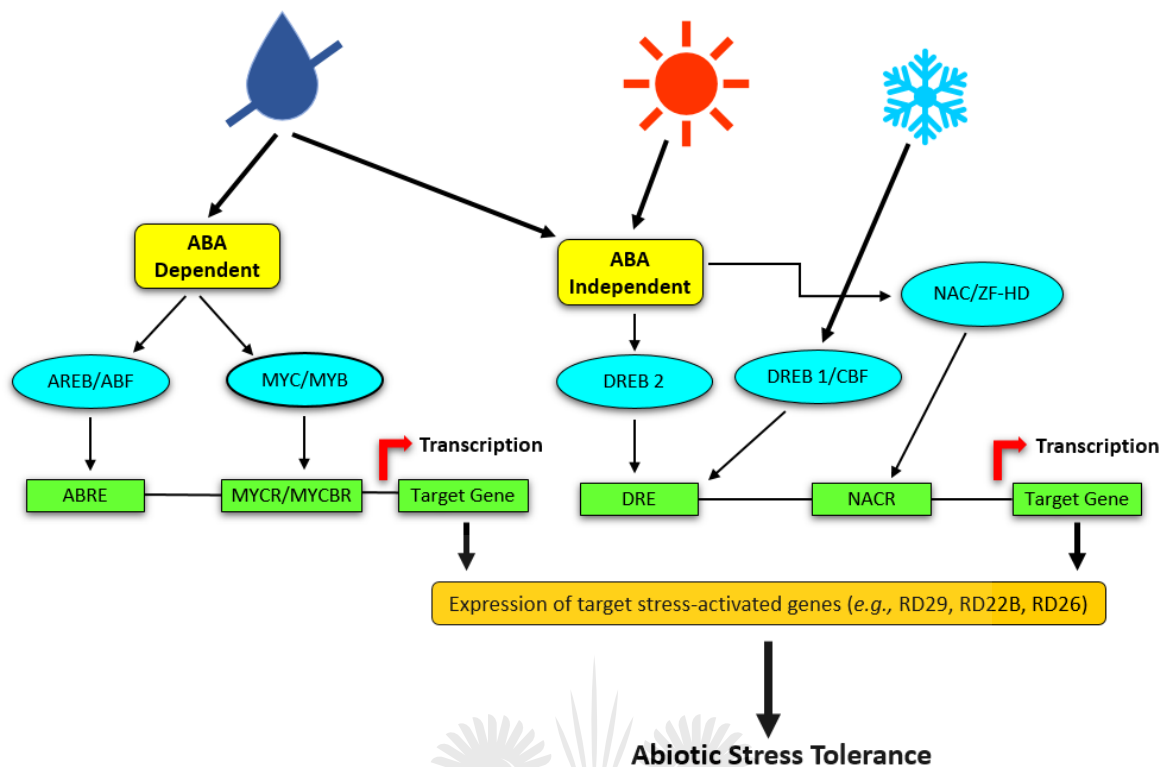 ABA
Dependent
ABA
Independent
NAC/ZF-HD
AREB/ABF
MYC/MYB
DREB 2
DREB 1/CBF
Transcription
Transcription
ABRE
MYCR/MYCBR
Target Gene
DRE
NACR
Target Gene
Expression of target stress-activated genes (e.g., RD29, RD22B, RD26)
Abiotic Stress Tolerance